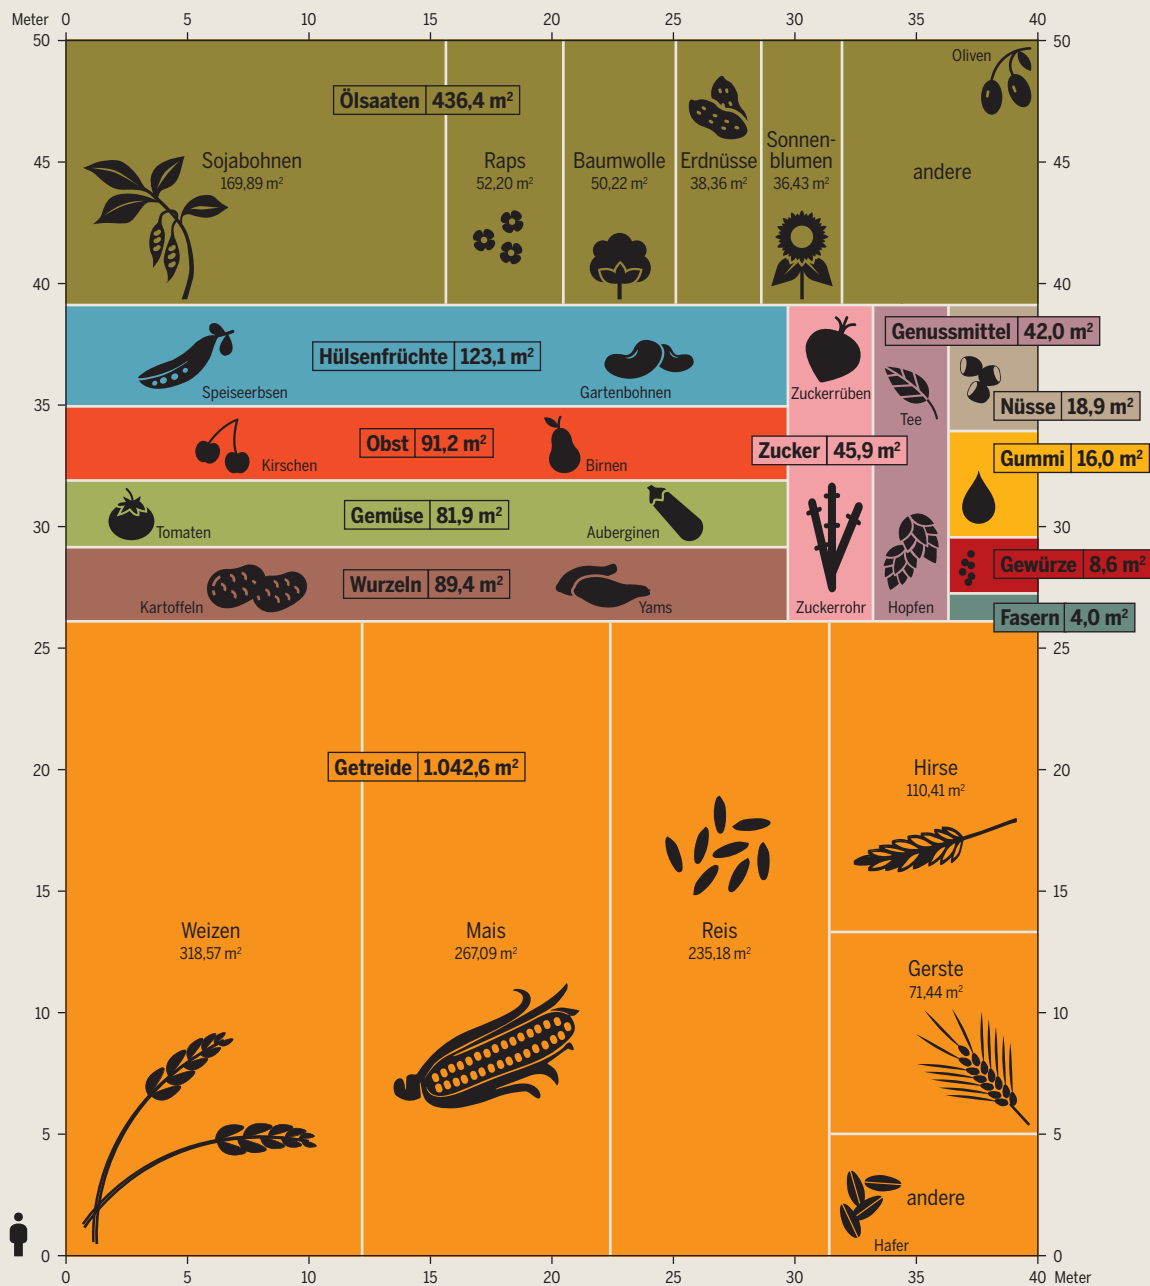 Meter 0 5 10 15 20 25 30 35 40
50 50
Oliven
Ölsaaten 436,4 m²
Sonnen-
Sojabohnen Raps Baumwolle Erdnüsse blumen
169,89 m² 52,20 m² 50,22 m² 38,36 m² 36,43 m²
andere
45 45
40 40
Hülsenfrüchte 123,1 m²
Speiseerbsen Gartenbohnen
Zuckerrüben
Genussmittel 42,0 m²
Tee
Nüsse 18,9 m²
35
Obst 91,2 m²
Kirschen Birnen
Zucker 45,9 m²
Gummi 16,0 m²
Gemüse 81,9 m²
Tomaten Auberginen
30 30
Wurzeln 89,4 m²
Kartoffeln Yams
Zuckerrohr Hopfen
Gewürze 8,6 m²
Fasern 4,0 m²
25 25
Getreide 1.042,6 m²
20 20
Hirse
110,41 m²
15 15
Weizen Mais Reis
318,57 m² 267,09 m² 235,18 m²
Gerste
71,44 m²
10 10
5 5
andere
Hafer
0 0
0 5 10 15 20 25 30 35 40 Meter